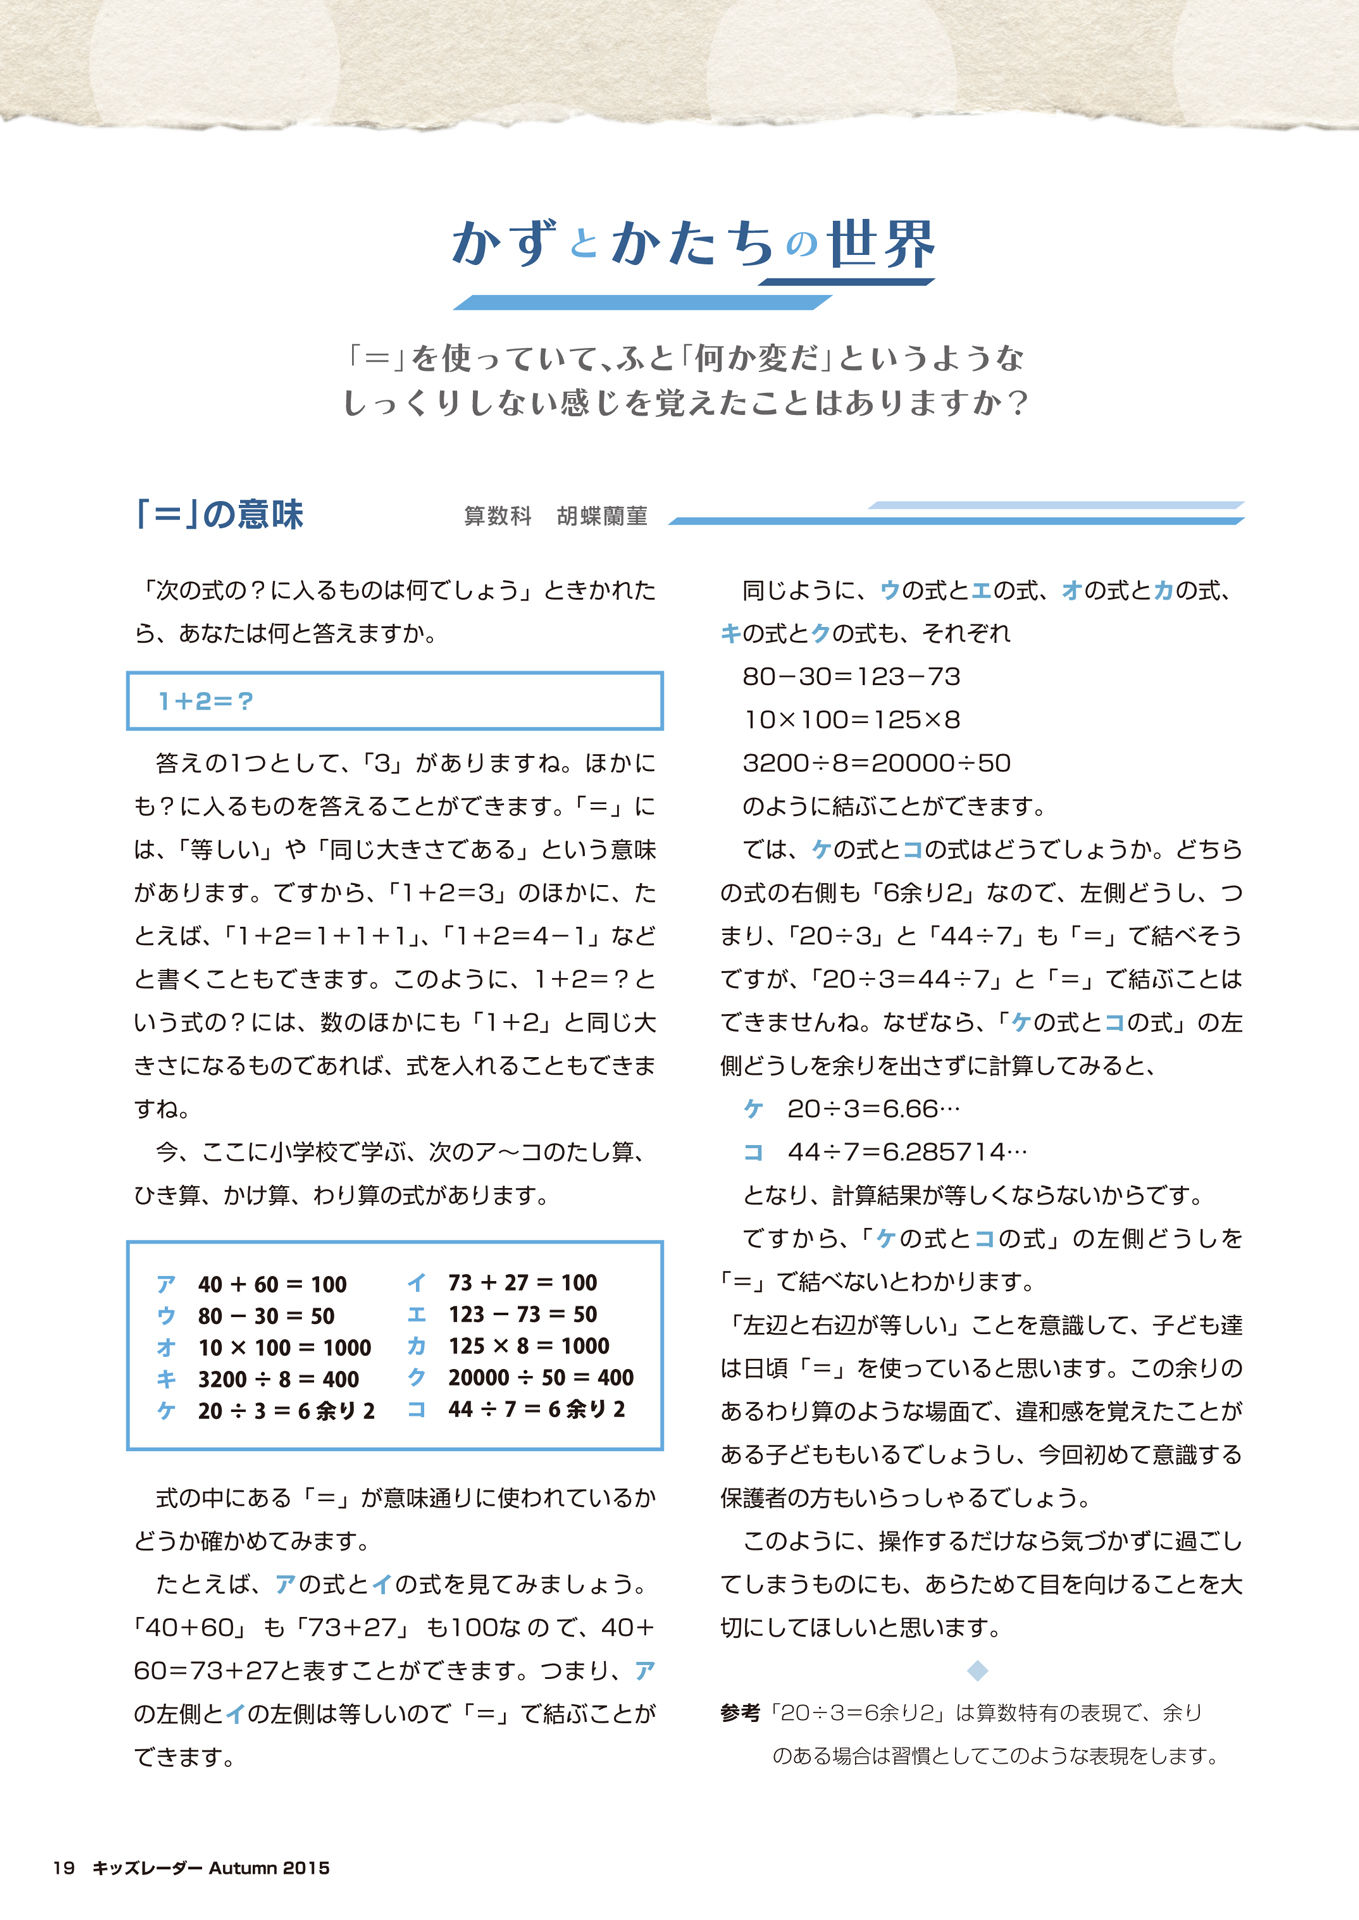 かずとかたちの世界
「＝」を使っていて、ふと「何か変だ」というような
しっくりしない感じを覚えたことはありますか？
「＝」の意味
算数科　胡蝶蘭菫
「次の式の？に入るものは何でしょう」ときかれた
ら、あなたは何と答えますか。
1＋2＝？
答えの1つとして、「3」がありますね。ほかに
も？に入るものを答えることができます。「＝」に
は、「等しい」や「同じ大きさである」という意味
があります。ですから、「1＋2＝3」のほかに、た
とえば、「1＋2＝1＋1＋1」、「1＋2＝4－1」など
と書くこともできます。このように、1＋2＝？と
いう式の？には、数のほかにも「1＋2」と同じ大
きさになるものであれば、式を入れることもできま
すね。
今、ここに小学校で学ぶ、次のア〜コのたし算、
ひき算、かけ算、わり算の式があります。
ア　40 + 60 = 100　イ　73 + 27 = 100
ウ　80 − 30 = 50　エ　123 − 73 = 50
オ　10 × 100 = 1000　カ　125 × 8 = 1000
キ　3200 ÷ 8 = 400　ク　20000 ÷ 50 = 400
ケ　20 ÷ 3 = 6 余り 2　コ　44 ÷ 7 = 6 余り 2
式の中にある「＝」が意味通りに使われているか
どうか確かめてみます。
たとえば、アの式とイの式を見てみましょう。
「40＋60」も「73＋27」も100なので、40＋
60＝73＋27と表すことができます。つまり、ア
の左側とイの左側は等しいので「＝」で結ぶことが
できます。
同じように、ウの式とエの式、オの式とカの式、
キの式とクの式も、それぞれ
80－30＝123－73
10×100＝125×8
3200÷8＝20000÷50
のように結ぶことができます。
では、ケの式とコの式はどうでしょうか。どちら
の式の右側も「6余り2」なので、左側どうし、つ
まり、「20÷3」と「44÷7」も「＝」で結べそう
ですが、「20÷3＝44÷7」と「＝」で結ぶことは
できませんね。なぜなら、「ケの式とコの式」の左
側どうしを余りを出さずに計算してみると、
ケ　20÷3＝6.66…
コ　44÷7＝6.285714…
となり、計算結果が等しくならないからです。
ですから、「ケの式とコの式」の左側どうしを
「＝」で結べないとわかります。
「左辺と右辺が等しい」ことを意識して、子ども達
は日頃「＝」を使っていると思います。この余りの
あるわり算のような場面で、違和感を覚えたことが
ある子どももいるでしょうし、今回初めて意識する
保護者の方もいらっしゃるでしょう。
このように、操作するだけなら気づかずに過ごし
てしまうものにも、あらためて目を向けることを大
切にしてほしいと思います。
参考「20÷3＝6余り2」は算数特有の表現で、余り
のある場合は習慣としてこのような表現をします。
19　キッズレーダー Autumn 2015